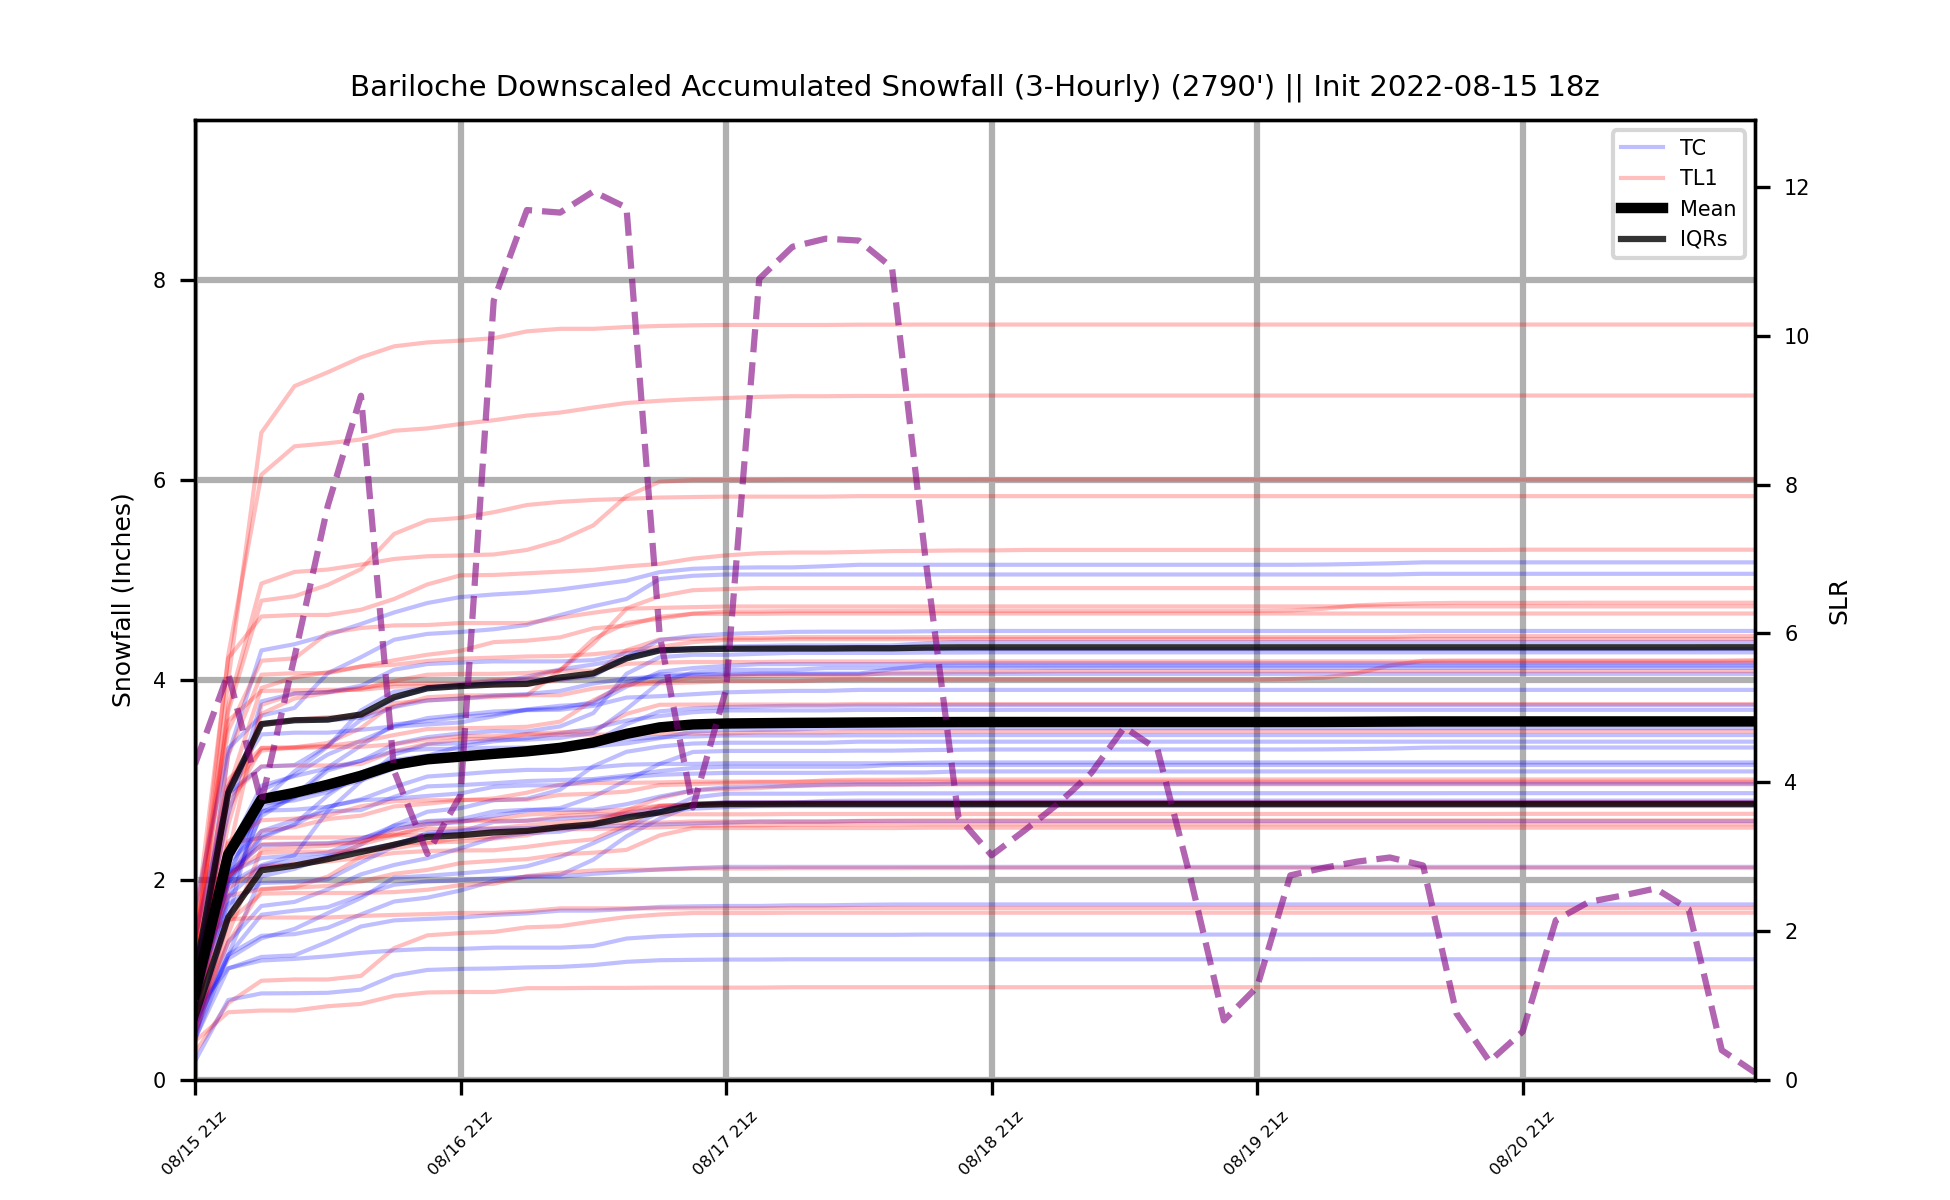 Bariloche Downscaled Accumulated Snowfall (3-Hourly) (2790') || Init 2022-08-15 18z
TC
TL1
Mean
IQRs
Snowfall (Inches)
8
6
4
2
0
12
10
8
6
4
2
0
SLR
08/15 21z
08/16 21z
08/17 21z
08/18 21z
08/19 21z
08/20 21z